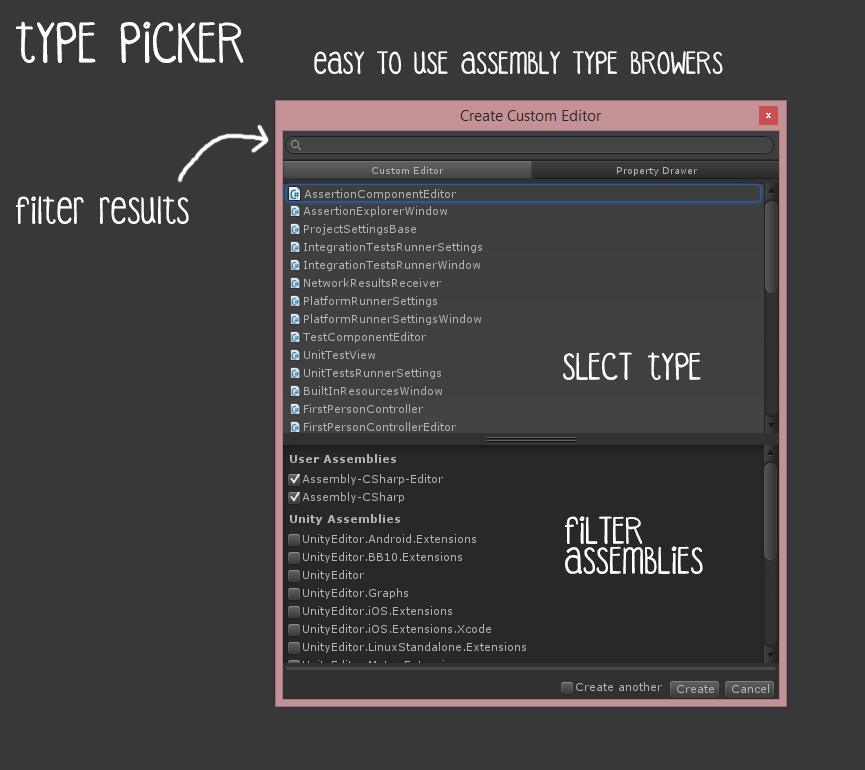 TYPE PiCKER
EASY TO USE ASSEMBLY TYPE BROWERS
Create Custom Editor
x
filter results
Custom Editor
Property Drawer
AssertionComponentEditor
AssertionExplorerWindow
ProjectSettingsBase
IntegrationTestsRunnerSettings
IntegrationTestsRunnerWindow
NetworkResultsReceiver
PlatformRunnerSettings
PlatformRunnerSettingsWindow
TestComponentEditor
UnitTestView
UnitTestsRunnerSettings
BuiltInResourcesWindow
FirstPersonController
FirstPersonControllerEditor
SLECT TYPE
User Assemblies
Assembly-CSharp-Editor
Assembly-CSharp
Unity Assemblies
UnityEditor.Android.Extensions
UnityEditor.BB10.Extensions
UnityEditor
UnityEditor.Graphs
UnityEditor.iOS.Extensions
UnityEditor.iOS.Extensions.Xcode
UnityEditor.LinuxStandalone.Extensions
FILTER
ASSEMBLIES
Create another
Create
Cancel